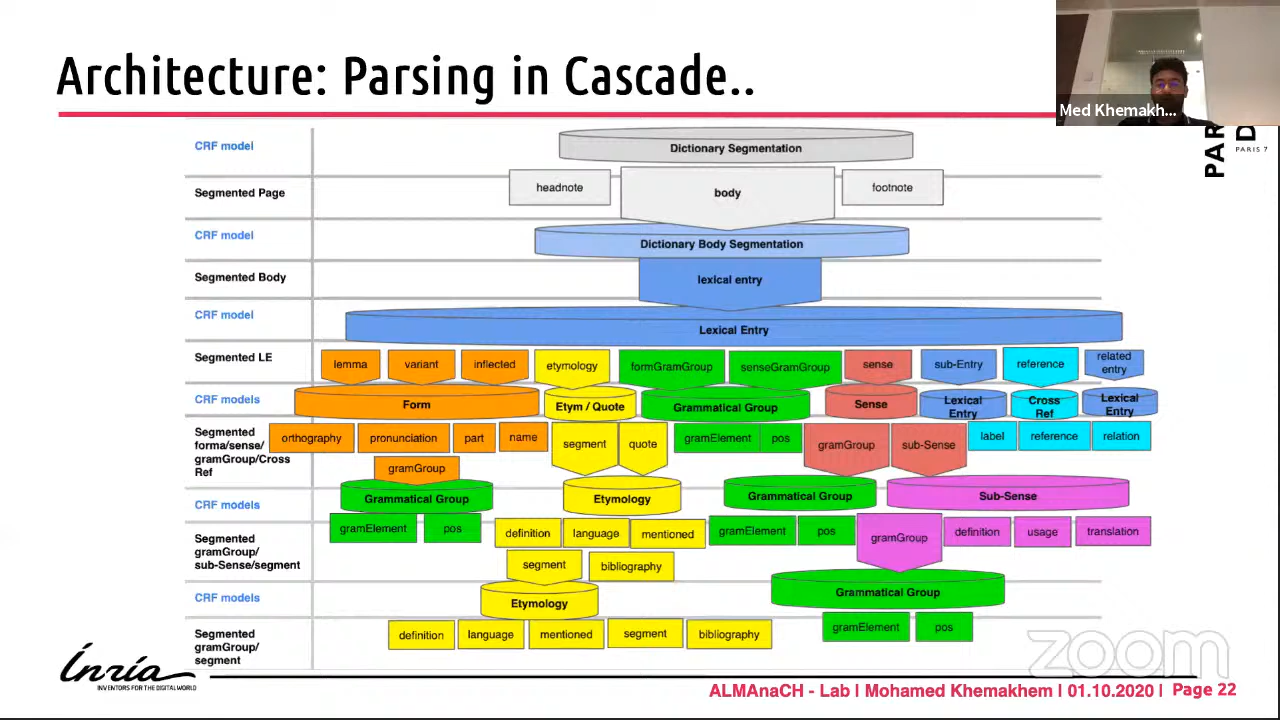 Architecture: Parsing in Cascade..
Med Khemakh...
PAR
D
PARIS 7
CRF model
Dictionary Segmentation
Segmented Page
headnote
body
footnote
CRF model
Dictionary Body Segmentation
Segmented Body
lexical entry
CRF model
Lexical Entry
Segmented LE
lemma
variant
inflected
etymology
formGramGroup
senseGramGroup
sense
sub-Entry
reference
related
entry
CRF models
Form
Etym / Quote
Grammatical Group
Sense
Lexical
Entry
Cross
Ref
Lexical
Entry
Segmented
forma/sense/
gramGroup/Cross
Ref
orthography
pronunciation
part
name
segment
quote
gramElement
pos
gramGroup
sub-Sense
label
reference
relation
gramGroup
CRF models
Grammatical Group
Etymology
Grammatical Group
Sub-Sense
Segmented
gramGroup/
sub-Sense/segment
gramElement
pos
definition
language
mentioned
gramElement
pos
gramGroup
definition
usage
translation
segment
bibliography
CRF models
Etymology
Grammatical Group
Segmented
gramGroup/
segment
definition
language
mentioned
segment
bibliography
gramElement
pos
zoom
Inria
INVENTORS FOR THE DIGITAL WORLD
ALMAnaCH - Lab I Mohamed Khemakhem I 01.10.2020 I Page 22